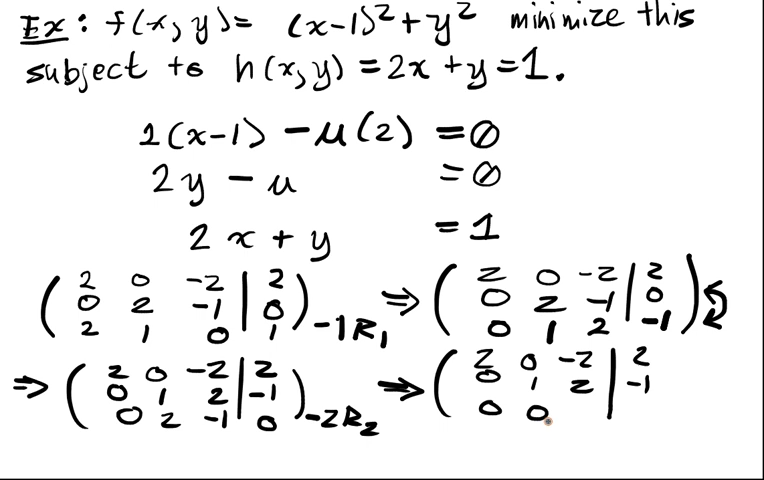 Ex: f(x,y)= (x-1)²+y² minimize this
subject to h(x,y)=2x+y=1.
2(x-1) -μ(2) =0
2y -μ =0
2x+y =1
( 2 0 -2 | 2 ) ⇒ ( 2 0 -2 | 2 )
( 0 2 -1 | 0 ) ( 0 2 -1 | 0 )
( 2 1 0 | 1 ) -1R₁ ( 0 1 2 | -1 )
⇒ ( 2 0 -2 | 2 ) ⇒ ( 2 0 -2 | 2
( 0 1 2 | -1 ) ( 0 1 2 | -1
( 0 2 -1 | 0 ) -2R₂ ( 0 0 |